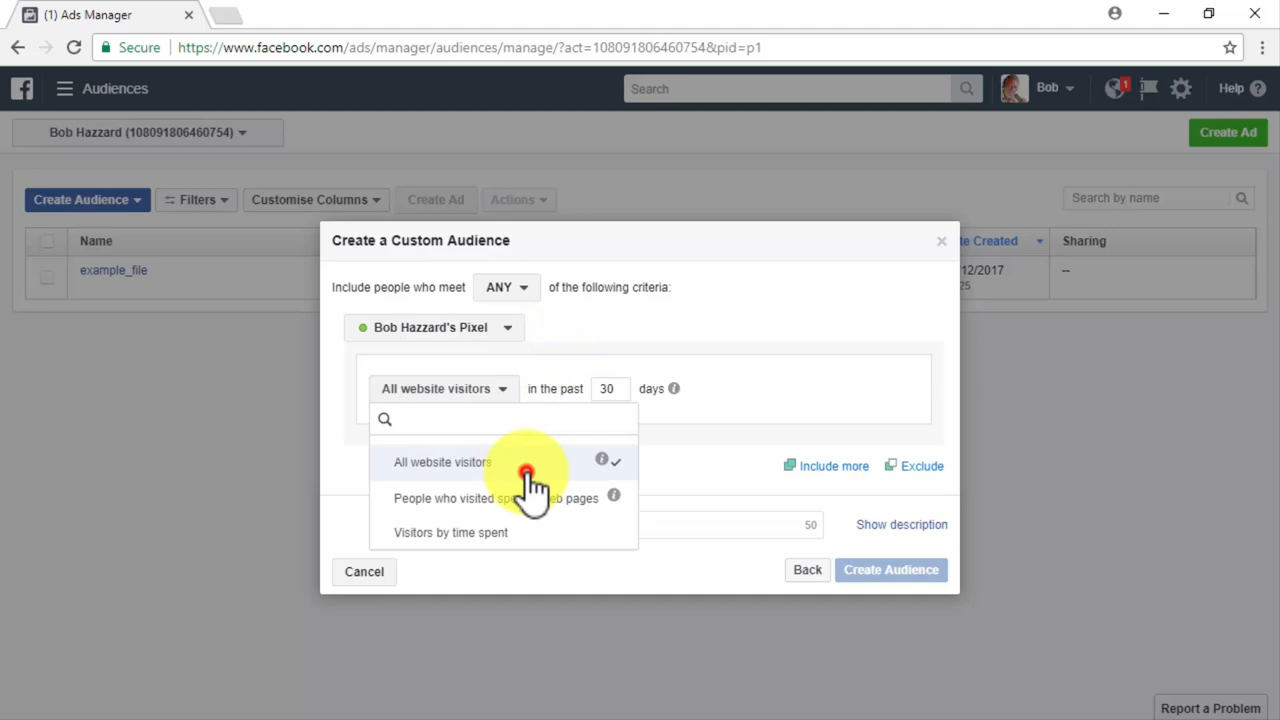 (1) Ads Manager
Secure https://www.facebook.com/ads/manager/audiences/manage/?act=108091806460754&pid=p1
Audiences Search Bob 1 Help ?
Bob Hazzard (108091806460754) Create Ad
Create Audience Filters Customise Columns Create Ad Actions Search by name
Name te Created Sharing
example_file 12/2017 --
25
Create a Custom Audience
Include people who meet ANY of the following criteria:
Bob Hazzard's Pixel
All website visitors in the past 30 days
All website visitors
People who visited sp eb pages
Visitors by time spent
Include more Exclude
50 Show description
Cancel Back Create Audience
Report a Problem